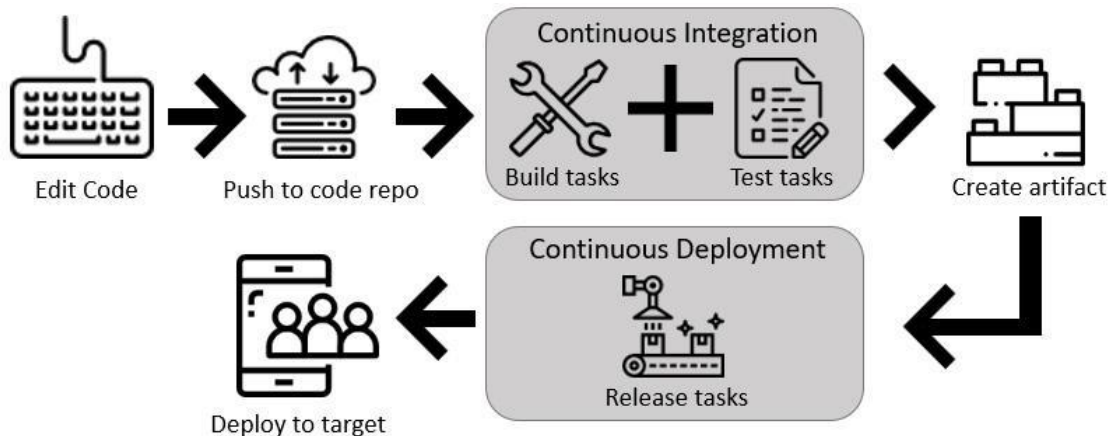 Continuous Integration
Edit Code
Push to code repo
Build tasks
Test tasks
Create artifact
Continuous Deployment
Release tasks
Deploy to target